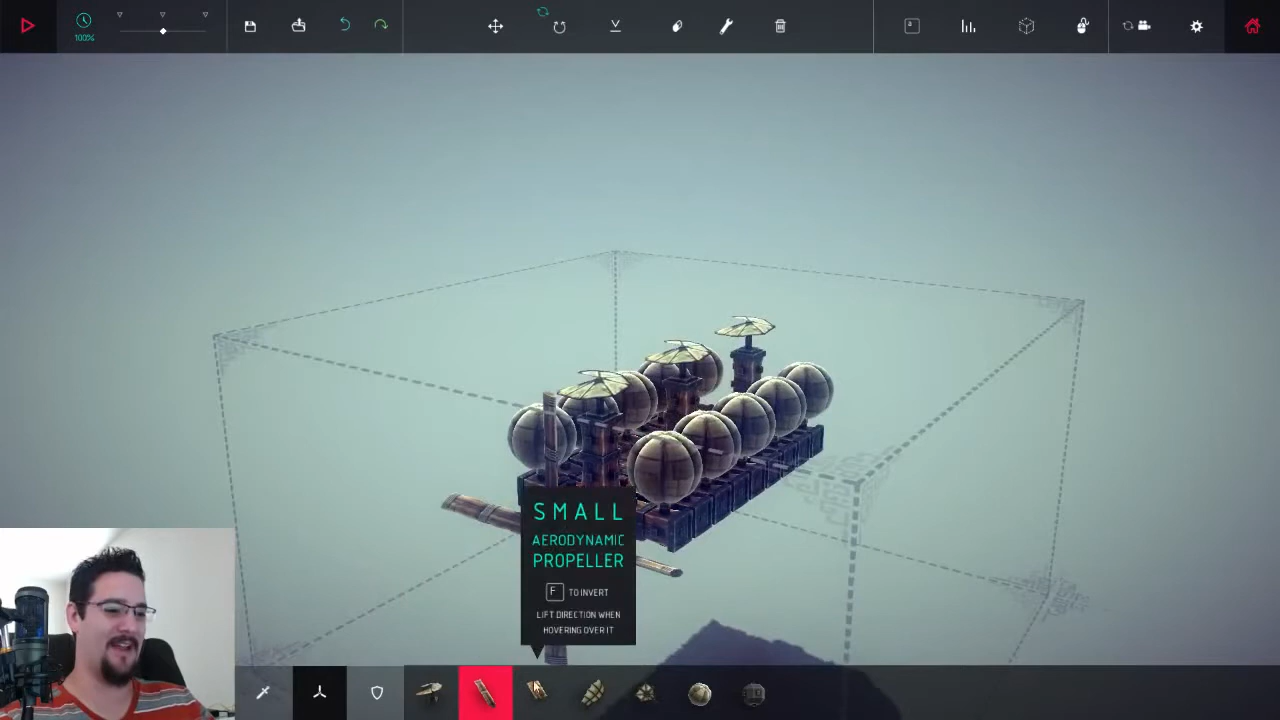 100%
SMALL
AERODYNAMIC
PROPELLER
F TO INVERT
LIFT DIRECTION WHEN
HOVERING OVER IT